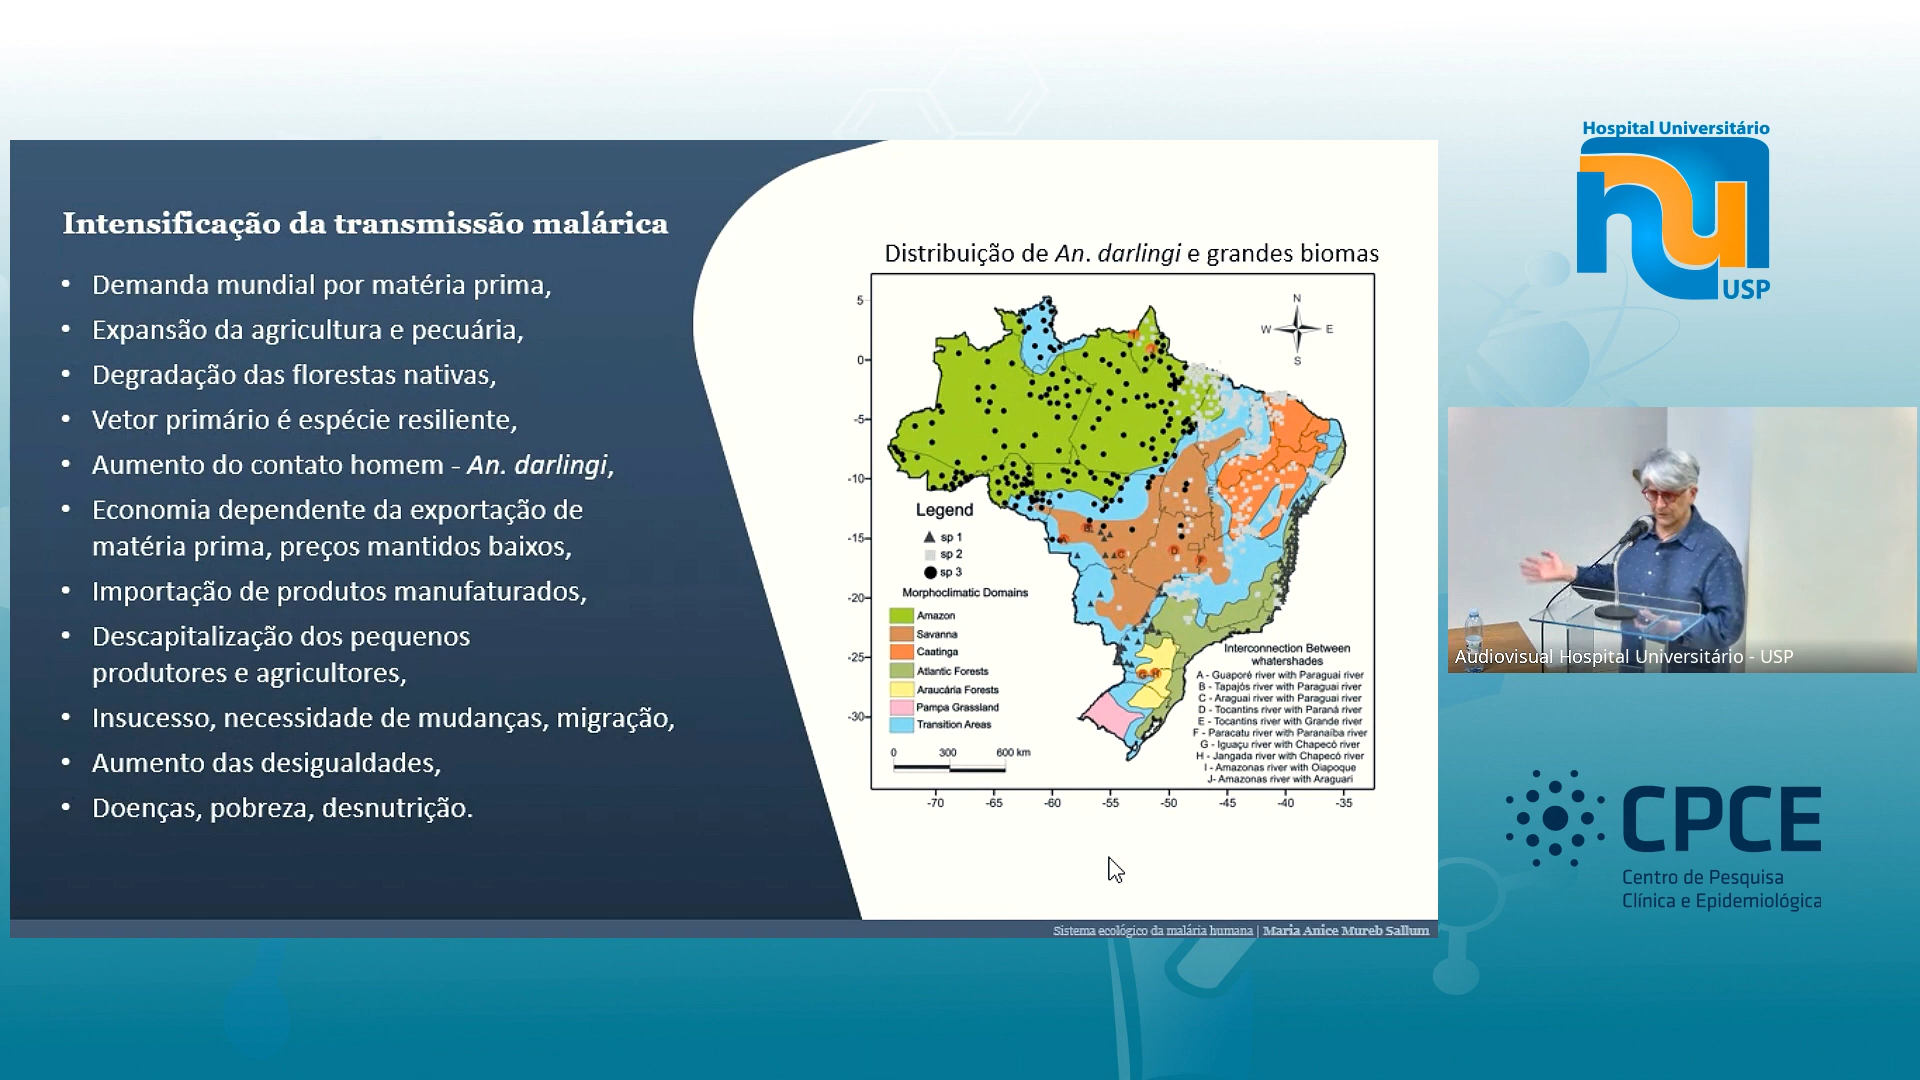 Hospital Universitário
hu
USP
Intensificação da transmissão malárica
• Demanda mundial por matéria prima,
• Expansão da agricultura e pecuária,
• Degradação das florestas nativas,
• Vetor primário é espécie resiliente,
• Aumento do contato homem - An. darlingi,
• Economia dependente da exportação de
matéria prima, preços mantidos baixos,
• Importação de produtos manufaturados,
• Descapitalização dos pequenos
produtores e agricultores,
• Insucesso, necessidade de mudanças, migração,
• Aumento das desigualdades,
• Doenças, pobreza, desnutrição.
Distribuição de An. darlingi e grandes biomas
N
W E
S
5
0
-5
-10
-15
-20
-25
-30
-70 -65 -60 -55 -50 -45 -40 -35
Legend
sp 1
sp 2
sp 3
Morphoclimatic Domains
Amazon
Savanna
Caatinga
Atlantic Forests
Araucária Forests
Pampa Grassland
Transition Areas
0 300 600 km
Interconnection Between
whatershades
A - Guaporé river with Paraguai river
B - Tapajós river with Paraguai river
C - Araguai river with Paraguai river
D - Tocantins river with Paraná river
E - Tocantins river with Grande river
F - Paracatu river with Paranaíba river
G - Iguaçu river with Chapecó river
H - Jangada river with Chapecó river
I - Amazonas river with Oiapoque
J- Amazonas river with Araguari
Sistema ecológico da malária humana | Maria Anice Mureb Sallum
Audiovisual Hospital Universitário - USP
CPCE
Centro de Pesquisa
Clínica e Epidemiológica